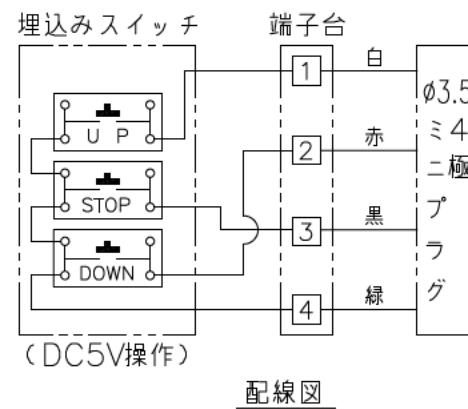 埋込みスイッチ
端子台
UP
STOP
DOWN
(DC5V操作)
1
2
3
4
白
赤
黒
緑
φ3.5
ミ4
ニ極
プ
ラ
グ
配線図